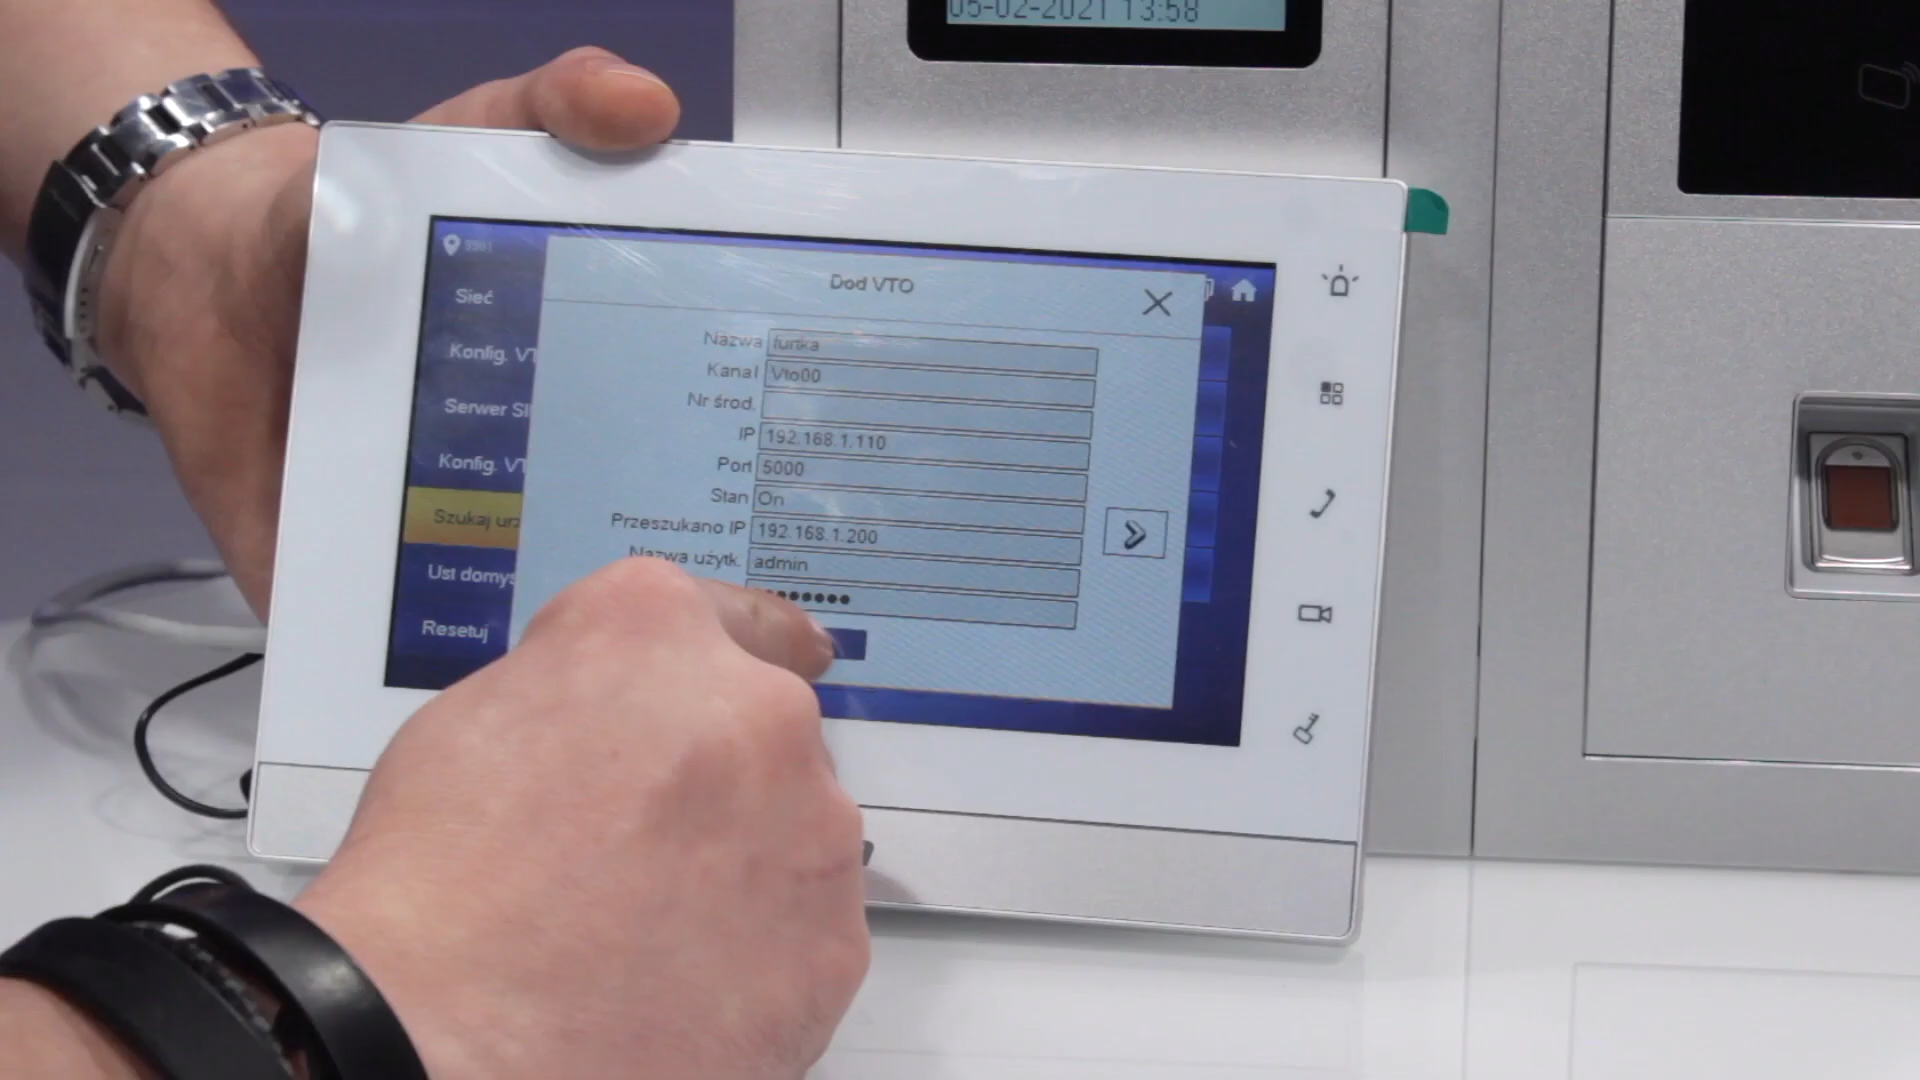 05-02-2021 13:58
9901
Dod VTO
Sieć
Konfig. VT
Serwer SI
Konfig. VT
Szukaj urz
Ust domyś
Resetuj
Nazwa furtka
Kanal Vto00
Nr środ.
IP 192.168.1.110
Port 5000
Stan On
Przeszukano IP 192.168.1.200
Nazwa użytk. admin